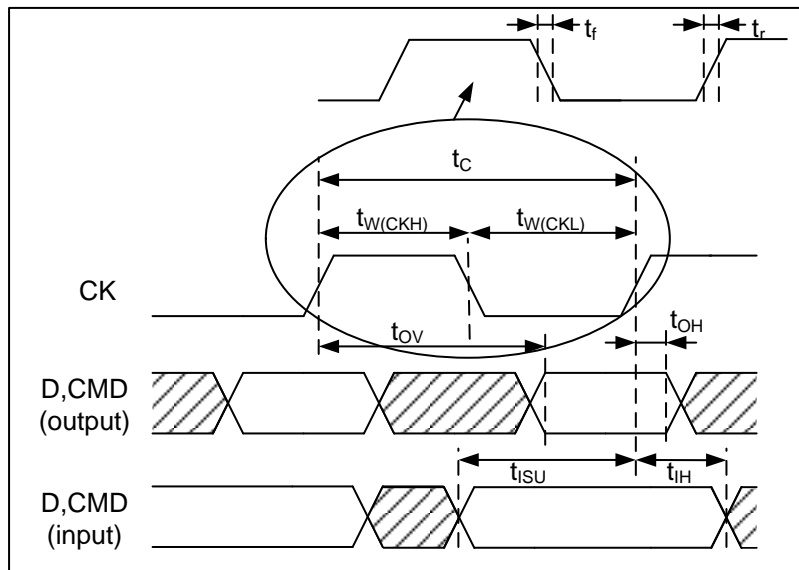 tf
tr
tC
tW(CKH)
tW(CKL)
CK
tOV
tOH
D,CMD
(output)
tISU
tIH
D,CMD
(input)